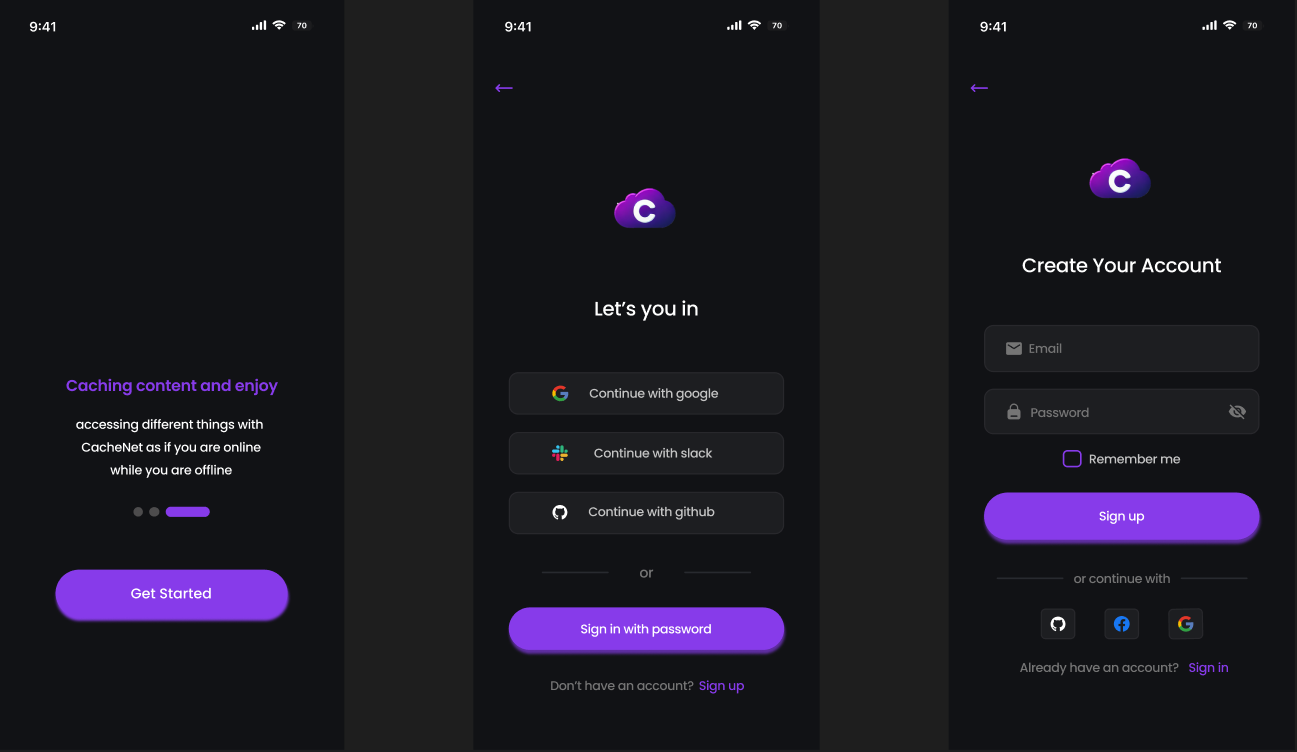 9:41
70
Caching content and enjoy
accessing different things with
CacheNet as if you are online
while you are offline
Get Started
9:41
70
C
Let's you in
Continue with google
Continue with slack
Continue with github
or
Sign in with password
Don't have an account? Sign up
9:41
70
C
Create Your Account
Email
Password
Remember me
Sign up
or continue with
Already have an account? Sign in